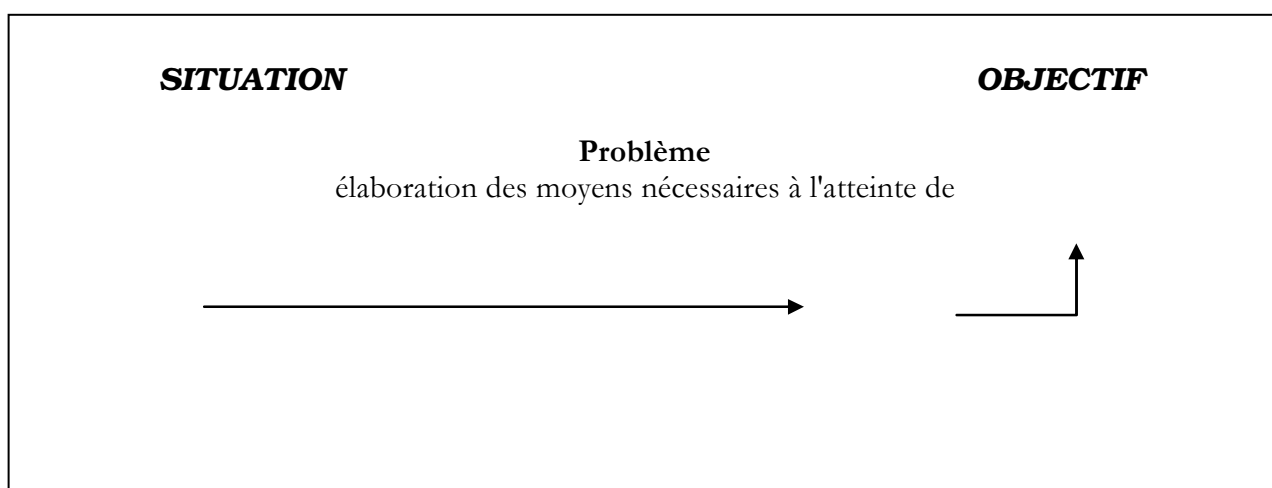 SITUATION OBJECTIF
Problème
élaboration des moyens nécessaires à l'atteinte de